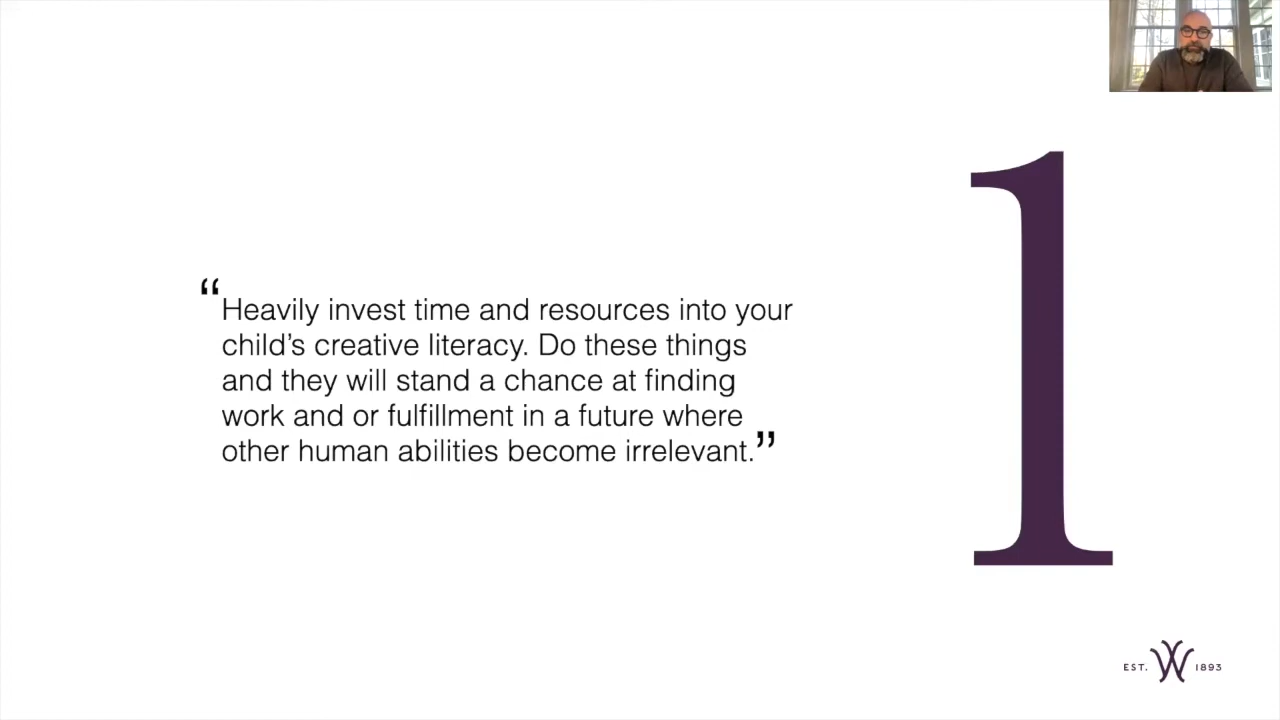 “Heavily invest time and resources into your
child’s creative literacy. Do these things
and they will stand a chance at finding
work and or fulfillment in a future where
other human abilities become irrelevant.”
1
EST. W 1893